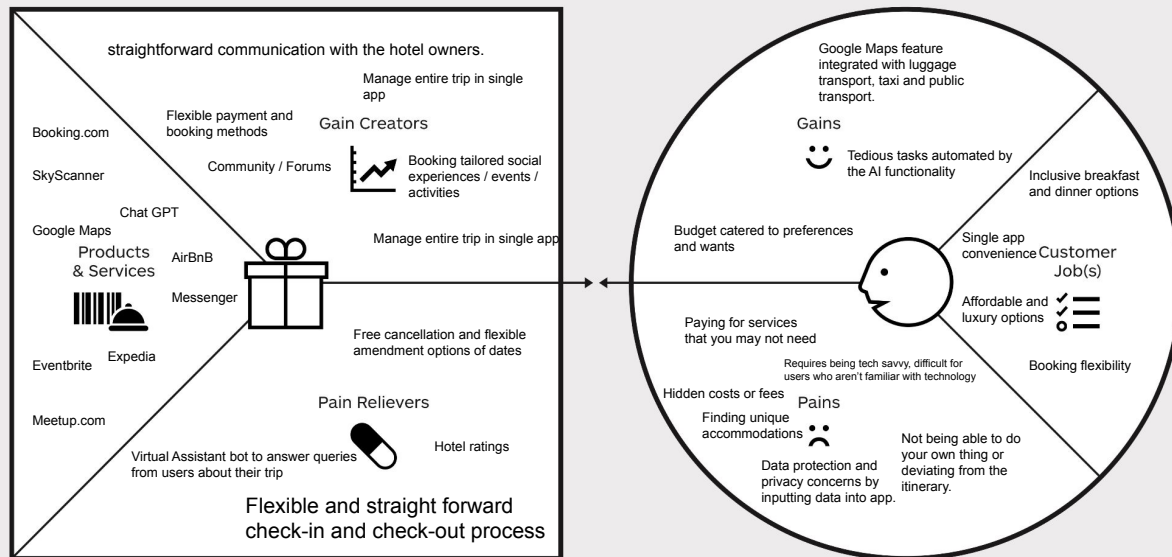 straightforward communication with the hotel owners.
Manage entire trip in single
app
Flexible payment and
booking methods
Gain Creators
Community / Forums
Booking tailored social
experiences / events /
activities
Manage entire trip in single app
Booking.com
SkyScanner
Chat GPT
Google Maps
Products
& Services
AirBnB
Messenger
Expedia
Eventbrite
Meetup.com
Free cancellation and flexible
amendment options of dates
Pain Relievers
Hotel ratings
Virtual Assistant bot to answer queries
from users about their trip
Flexible and straight forward
check-in and check-out process
Google Maps feature
integrated with luggage
transport, taxi and public
transport.
Gains
Tedious tasks automated by
the AI functionality
Budget catered to preferences
and wants
Inclusive breakfast
and dinner options
Single app
convenience
Customer
Job(s)
Affordable and
luxury options
Booking flexibility
Paying for services
that you may not need
Requires being tech savvy, difficult for
users who aren't familiar with technology
Hidden costs or fees
Pains
Finding unique
accommodations
Data protection and
privacy concerns by
inputting data into app.
Not being able to do
your own thing or
deviating from the
itinerary.